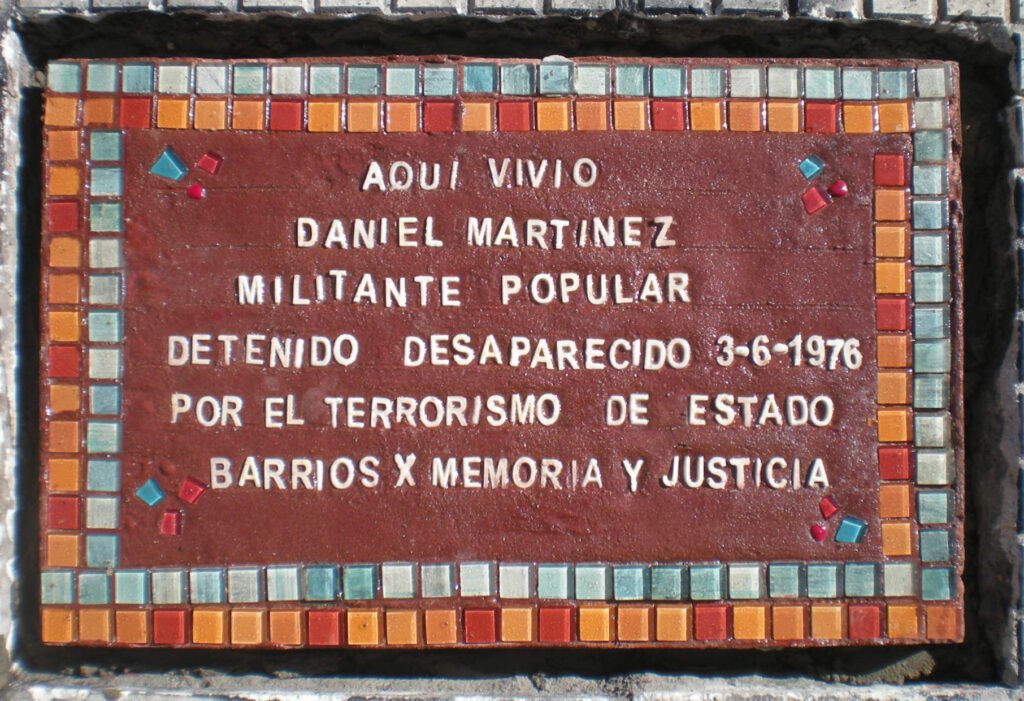 AQUI VIVIO
DANIEL MARTINEZ
MILITANTE POPULAR
DETENIDO DESAPARECIDO 3-6-1976
POR EL TERRORISMO DE ESTADO
BARRIOS X MEMORIA Y JUSTICIA